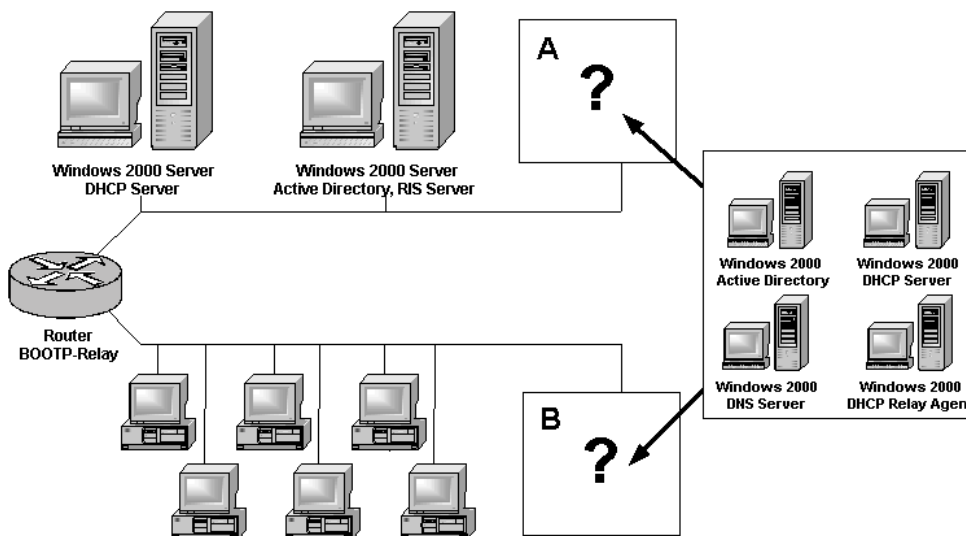 A
?
Windows 2000 Server
DHCP Server
Windows 2000 Server
Active Directory, RIS Server
Windows 2000
Active Directory
Windows 2000
DHCP Server
Router
BOOTP-Relay
Windows 2000
DNS Server
Windows 2000
DHCP Relay Agen
B
?